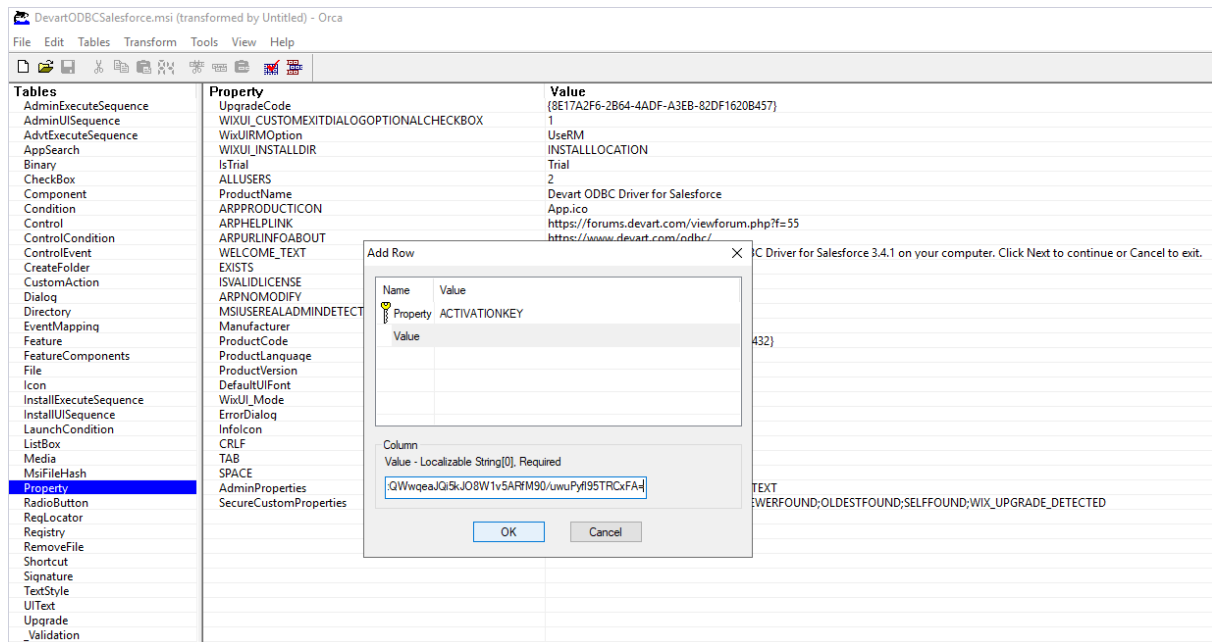 DevartODBCSalesforce.msi (transformed by Untitled) - Orca
File Edit Tables Transform Tools View Help
Tables Property Value
AdminExecuteSequence UpgradeCode {8E17A2F6-2B64-4ADF-A3EB-82DF1620B457}
AdminUISequence WIXUI_CUSTOMEXITDIALOGOPTIONALCHECKBOX 1
AdvtExecuteSequence WixUIRMOption UseRM
AppSearch WIXUI_INSTALLDIR INSTALLLOCATION
Binary IsTrial Trial
CheckBox ALLUSERS 2
Component ProductName Devart ODBC Driver for Salesforce
Condition ARPPRODUCTICON App.ico
Control ARPHELPLINK https://forums.devart.com/viewforum.php?f=55
ControlCondition ARPURLINFOABOUT https://www.devart.com/odbc/
ControlEvent WELCOME_TEXT BC Driver for Salesforce 3.4.1 on your computer. Click Next to continue or Cancel to exit.
CreateFolder EXISTS
CustomAction ISVALIDLICENSE
Dialog ARPNOMODIFY
Directory MSIUSEREALADMINDETECT
EventMapping Manufacturer
Feature ProductCode 432}
FeatureComponents ProductLanguage
File ProductVersion
Icon DefaultUIFont
InstallExecuteSequence WixUI_Mode
InstallUISequence ErrorDialog
LaunchCondition InfoIcon
ListBox CRLF
Media TAB
MsiFileHash SPACE
Property AdminProperties TEXT
RadioButton SecureCustomProperties EWERFOUND;OLDESTFOUND;SELFFOUND;WIX_UPGRADE_DETECTED
RegLocator
Registry
RemoveFile
Shortcut
Signature
TextStyle
UIText
Upgrade
_Validation
Add Row
Name Value
Property ACTIVATIONKEY
Value
Column
Value - Localizable String[0], Required
:QWwqeaJQi5kJO8W1v5ARfM90/uwuPyfI95TRCxFA=
OK Cancel